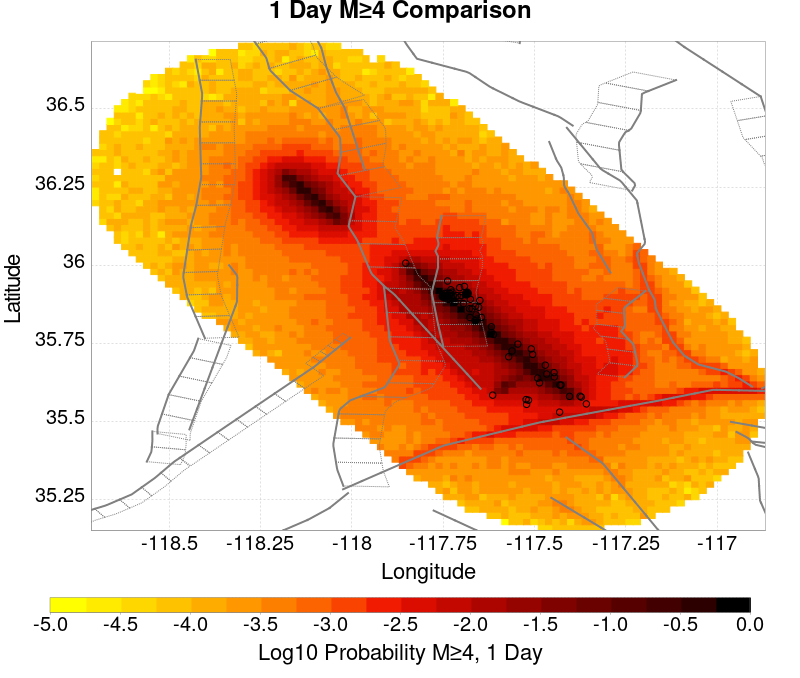 1 Day M≥4 Comparison
36.5
36.25
36
35.75
35.5
35.25
Latitude
-118.5 -118.25 -118 -117.75 -117.5 -117.25 -117
Longitude
-5.0 -4.5 -4.0 -3.5 -3.0 -2.5 -2.0 -1.5 -1.0 -0.5 0.0
Log10 Probability M≥4, 1 Day